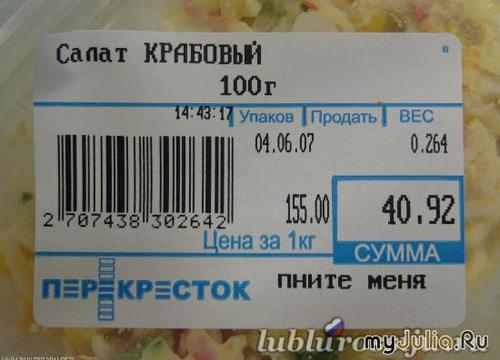 Салат КРАБОВЫЙ
100г
14:43:17 Упаков Продать ВЕС
04.06.07 0.264
2 707438 302642
155.00 40.92
Цена за 1кг СУММА
ПЕРЕКРЕСТОК пните меня
myJulia.Ru